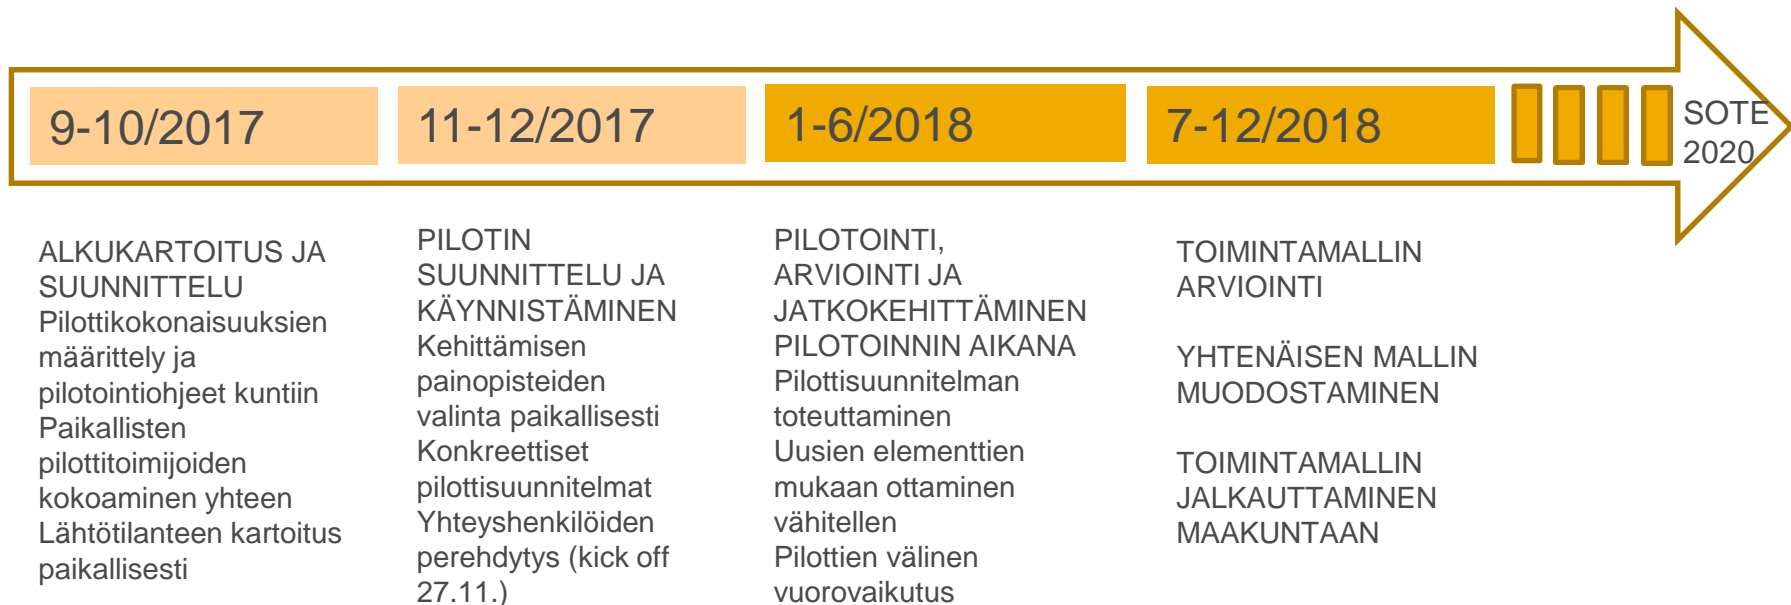 9-10/2017
11-12/2017
1-6/2018
7-12/2018
SOTE
2020
ALKUKARTOITUS JA
SUUNNITTELU
Pilottikokonaisuuksien
määrittely ja
pilotointiohjeet kuntiin
Paikallisten
pilottitoimijoiden
kokoaminen yhteen
Lähtötilanteen kartoitus
paikallisesti
PILOTIN
SUUNNITTELU JA
KÄYNNISTÄMINEN
Kehittämisen
painopisteiden
valinta paikallisesti
Konkreettiset
pilottisuunnitelmat
Yhteyshenkilöiden
perehdytys (kick off
27.11.)
PILOTOINTI,
ARVIOINTI JA
JATKOKEHITTÄMINEN
PILOTOINNIN AIKANA
Pilottisuunnitelman
toteuttaminen
Uusien elementtien
mukaan ottaminen
vähitellen
Pilottien välinen
vuorovaikutus
TOIMINTAMALLIN
ARVIOINTI
YHTENÄISEN MALLIN
MUODOSTAMINEN
TOIMINTAMALLIN
JALKAUTTAMINEN
MAAKUNTAAN